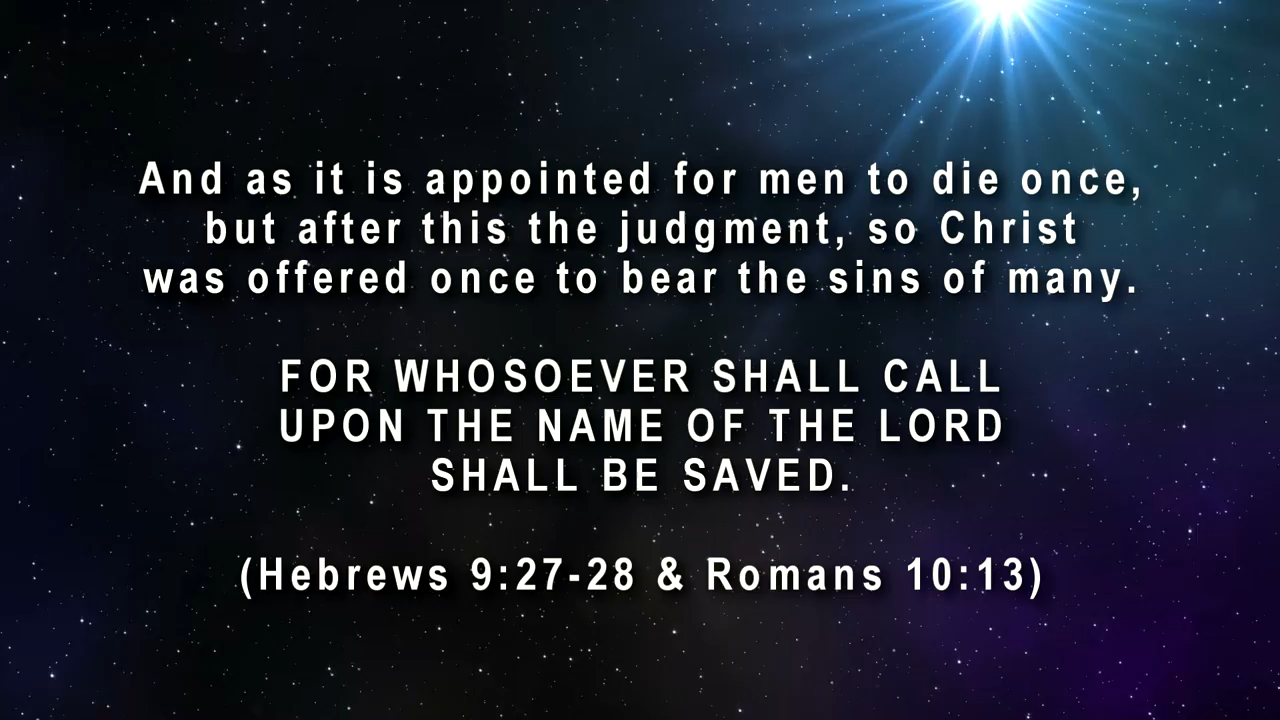 And as it is appointed for men to die once,
but after this the judgment, so Christ
was offered once to bear the sins of many.
FOR WHOSOEVER SHALL CALL
UPON THE NAME OF THE LORD
SHALL BE SAVED.
(Hebrews 9:27-28 & Romans 10:13)